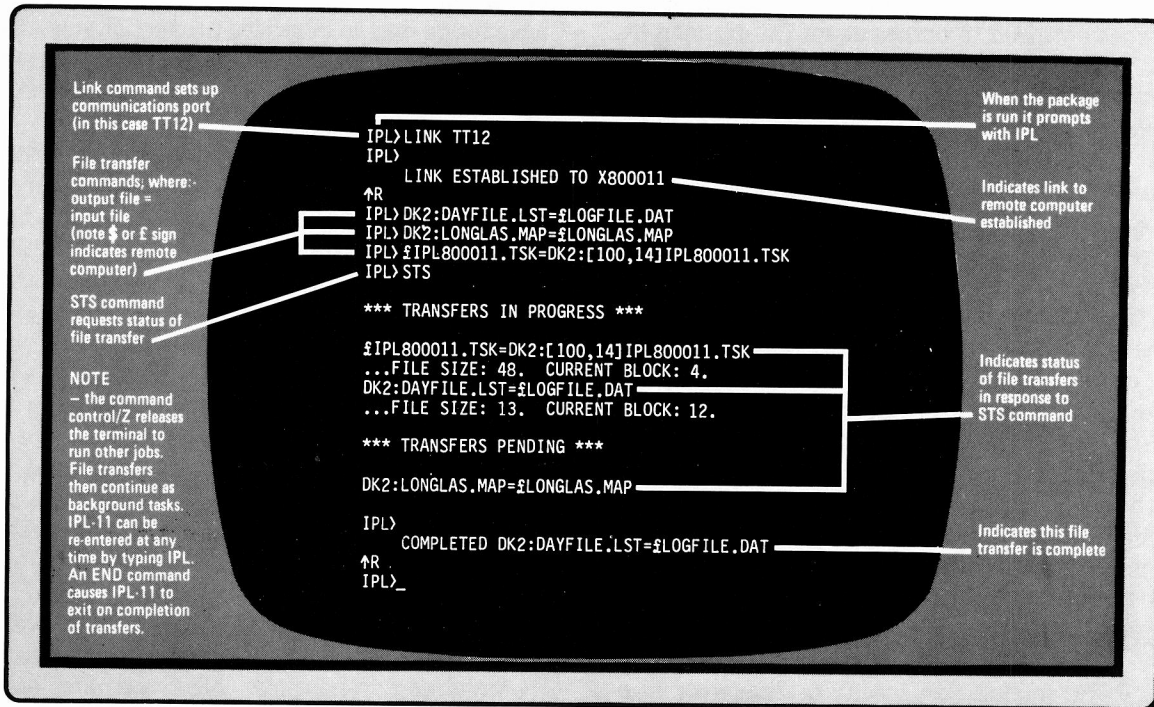 Link command sets up
communications port
(in this case TT12)
File transfer
commands; where:-
output file =
input file
(note $ or £ sign
indicates remote
computer)
STS command
requests status of
file transfer
NOTE
– the command
control/Z releases
the terminal to
run other jobs.
File transfers
then continue as
background tasks.
IPL-11 can be
re-entered at any
time by typing IPL.
An END command
causes IPL-11 to
exit on completion
of transfers.
IPL>LINK TT12
IPL>
LINK ESTABLISHED TO X800011
↑R
IPL>DK2:DAYFILE.LST=£LOGFILE.DAT
IPL>DK2:LONGLAS.MAP=£LONGLAS.MAP
IPL>£IPL800011.TSK=DK2:[100,14]IPL800011.TSK
IPL>STS
*** TRANSFERS IN PROGRESS ***
£IPL800011.TSK=DK2:[100,14]IPL800011.TSK
...FILE SIZE: 48. CURRENT BLOCK: 4.
DK2:DAYFILE.LST=£LOGFILE.DAT
...FILE SIZE: 13. CURRENT BLOCK: 12.
*** TRANSFERS PENDING ***
DK2:LONGLAS.MAP=£LONGLAS.MAP
IPL>
COMPLETED DK2:DAYFILE.LST=£LOGFILE.DAT
↑R
IPL>_
When the package
is run it prompts
with IPL
Indicates link to
remote computer
established
Indicates status
of file transfers
in response to
STS command
Indicates this file
transfer is complete